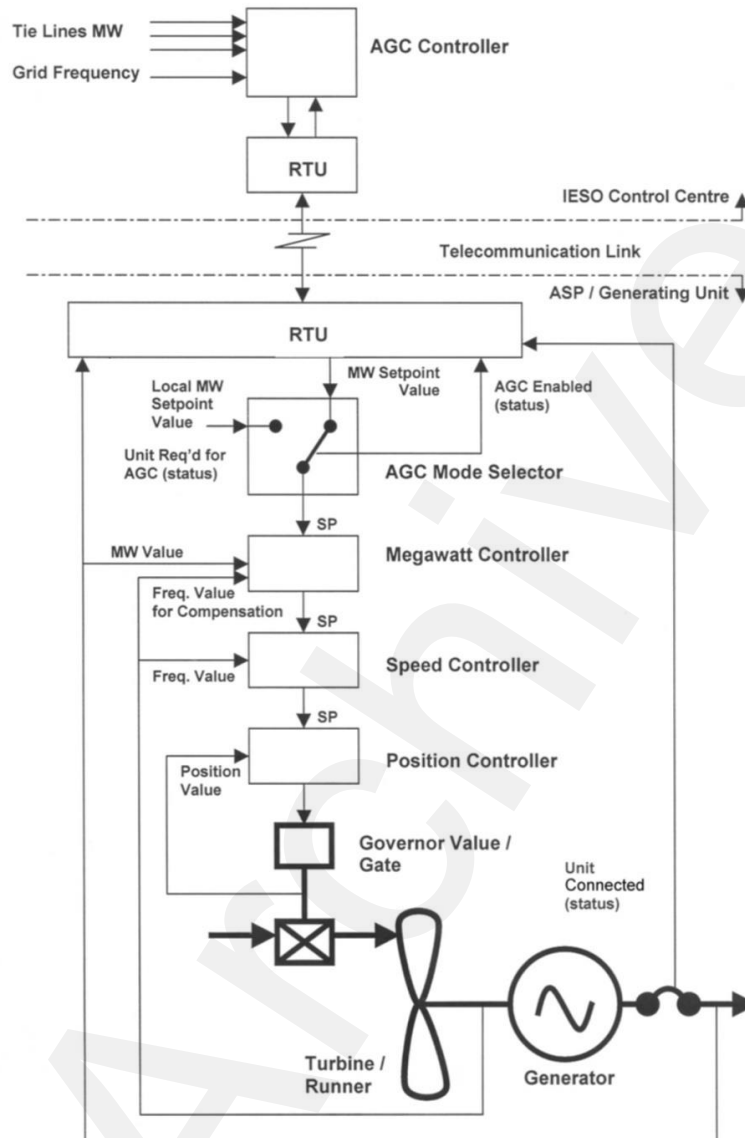 Tie Lines MW
AGC Controller
Grid Frequency
RTU
IESO Control Centre
Telecommunication Link
ASP / Generating Unit
RTU
MW Setpoint
Value
Local MW
Setpoint
Value
AGC Enabled
(status)
Unit Req'd for
AGC (status)
AGC Mode Selector
SP
MW Value
Megawatt Controller
Freq. Value
for Compensation
SP
Speed Controller
Freq. Value
SP
Position Controller
Position
Value
Governor Value /
Gate
Unit
Connected
(status)
Turbine /
Runner
Generator
Archive